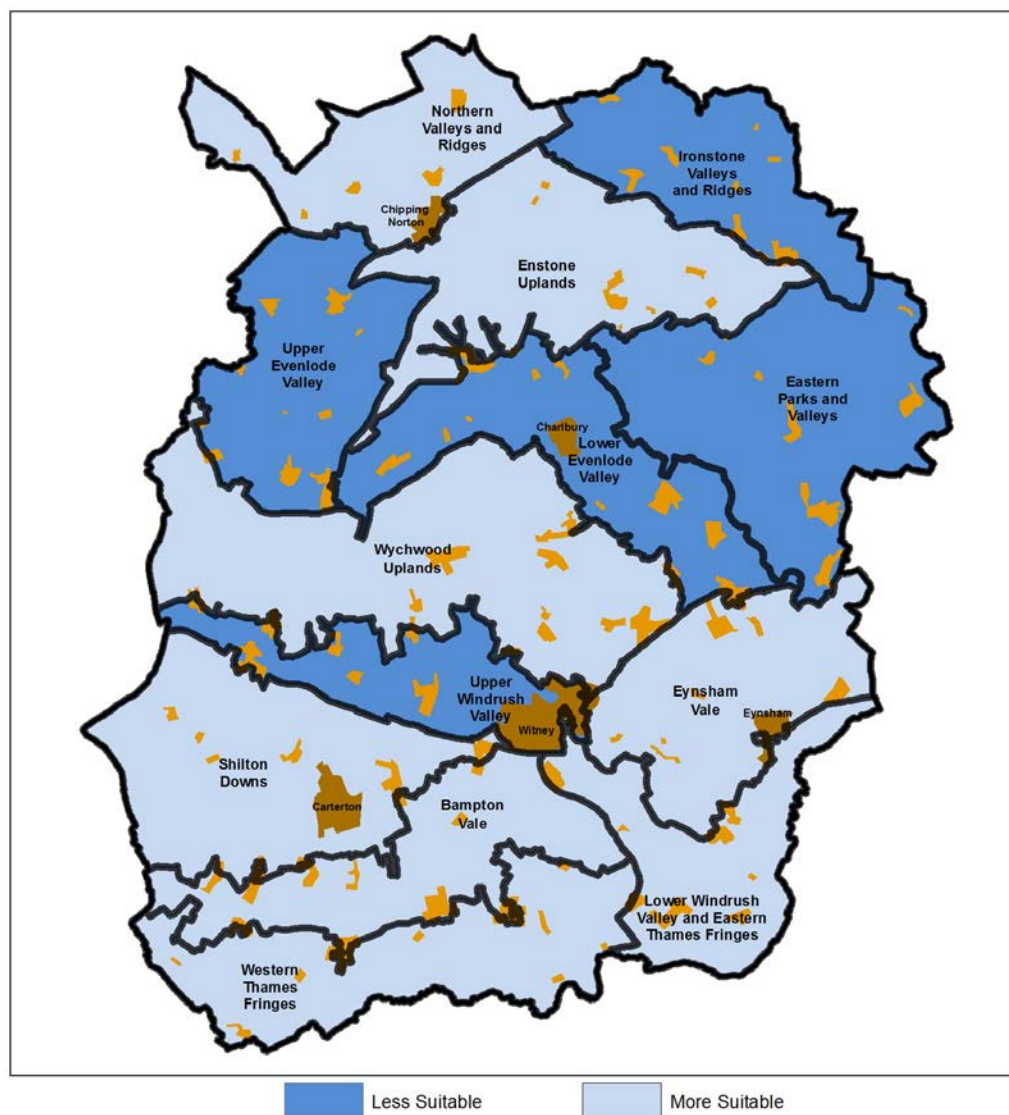 Northern
Valleys and
Ridges
Ironstone
Valleys
and Ridges
Chipping
Norton
Enstone
Uplands
Upper
Evenlode
Valley
Eastern
Parks and
Valleys
Charlbury
Lower
Evenlode
Valley
Wychwood
Uplands
Upper
Windrush
Valley
Eynsham
Vale
Eynsham
Witney
Shilton
Downs
Carterton
Bampton
Vale
Lower Windrush
Valley and Eastern
Thames Fringes
Western
Thames
Fringes
Less Suitable
More Suitable